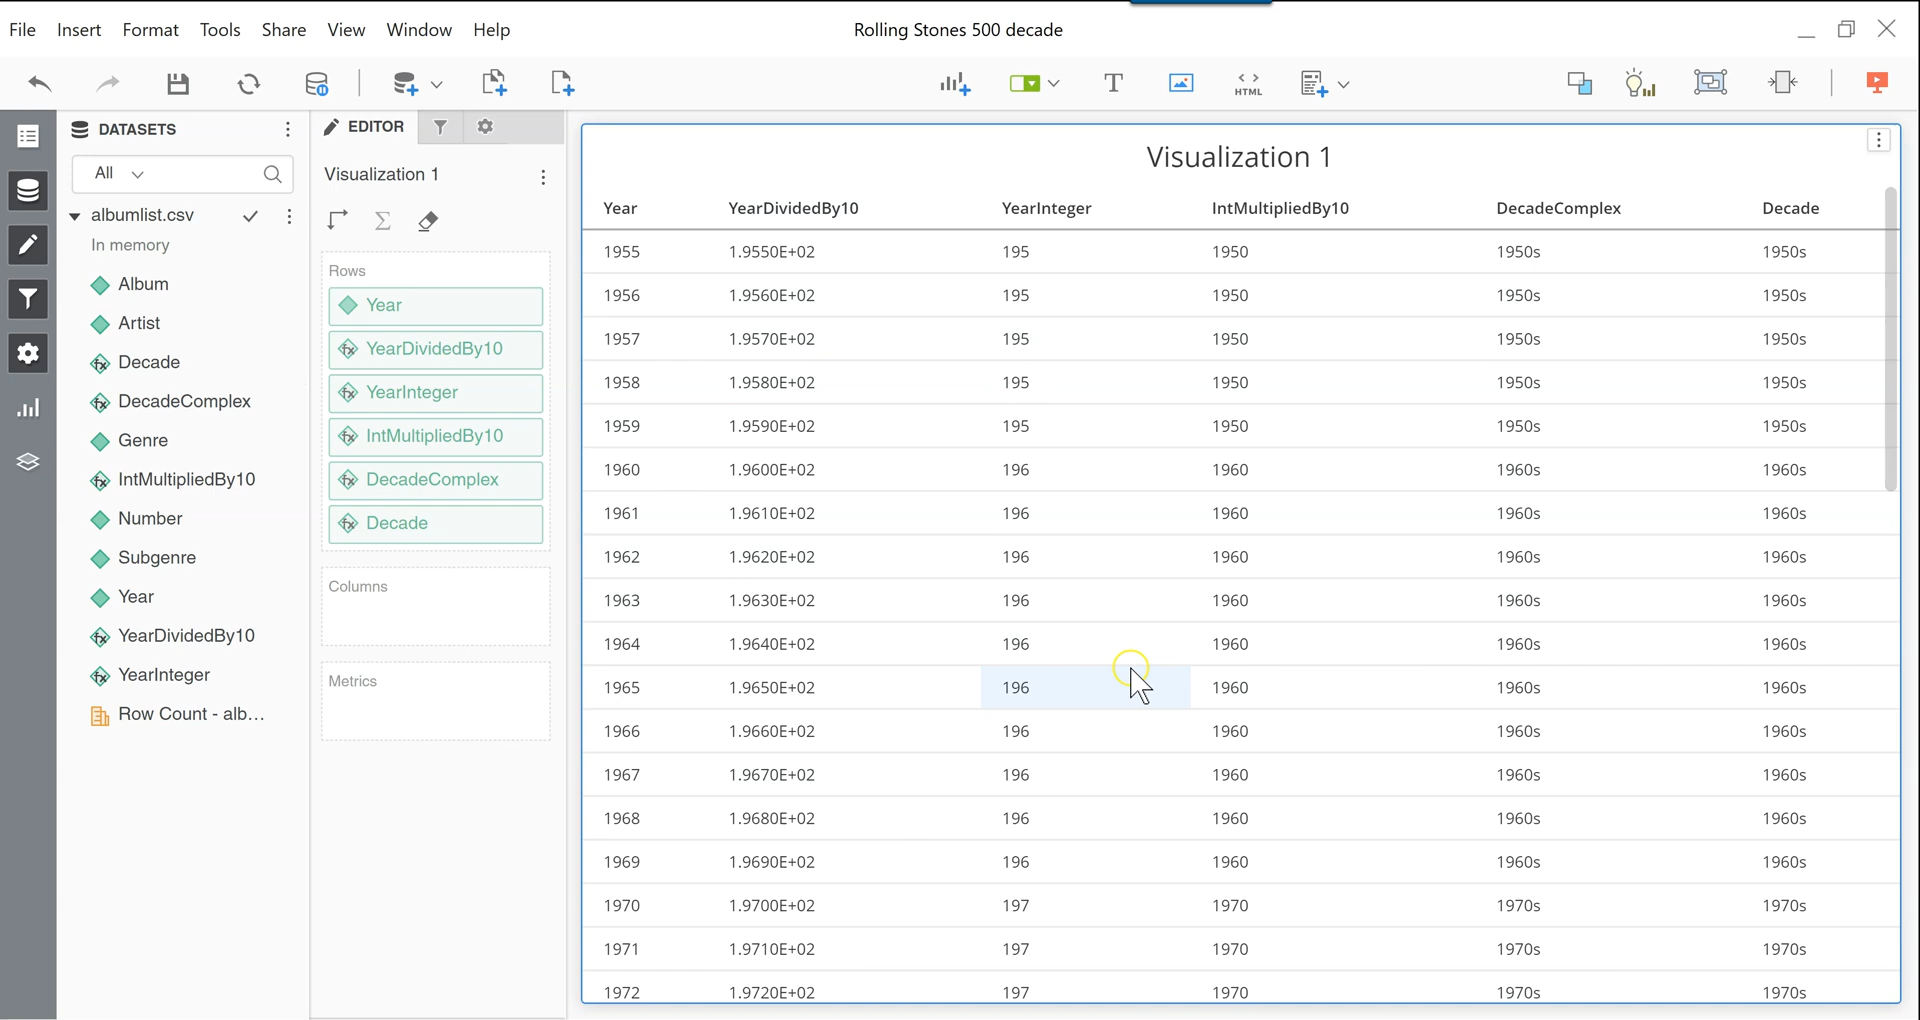 File Insert Format Tools Share View Window Help
Rolling Stones 500 decade
T
HTML
DATASETS
All
albumlist.csv
In memory
Album
Artist
Decade
DecadeComplex
Genre
IntMultipliedBy10
Number
Subgenre
Year
YearDividedBy10
YearInteger
Row Count - alb...
EDITOR
Visualization 1
Rows
Year
YearDividedBy10
YearInteger
IntMultipliedBy10
DecadeComplex
Decade
Columns
Metrics
Visualization 1
Year YearDividedBy10 YearInteger IntMultipliedBy10 DecadeComplex Decade
1955 1.9550E+02 195 1950 1950s 1950s
1956 1.9560E+02 195 1950 1950s 1950s
1957 1.9570E+02 195 1950 1950s 1950s
1958 1.9580E+02 195 1950 1950s 1950s
1959 1.9590E+02 195 1950 1950s 1950s
1960 1.9600E+02 196 1960 1960s 1960s
1961 1.9610E+02 196 1960 1960s 1960s
1962 1.9620E+02 196 1960 1960s 1960s
1963 1.9630E+02 196 1960 1960s 1960s
1964 1.9640E+02 196 1960 1960s 1960s
1965 1.9650E+02 196 1960 1960s 1960s
1966 1.9660E+02 196 1960 1960s 1960s
1967 1.9670E+02 196 1960 1960s 1960s
1968 1.9680E+02 196 1960 1960s 1960s
1969 1.9690E+02 196 1960 1960s 1960s
1970 1.9700E+02 197 1970 1970s 1970s
1971 1.9710E+02 197 1970 1970s 1970s
1972 1.9720E+02 197 1970 1970s 1970s